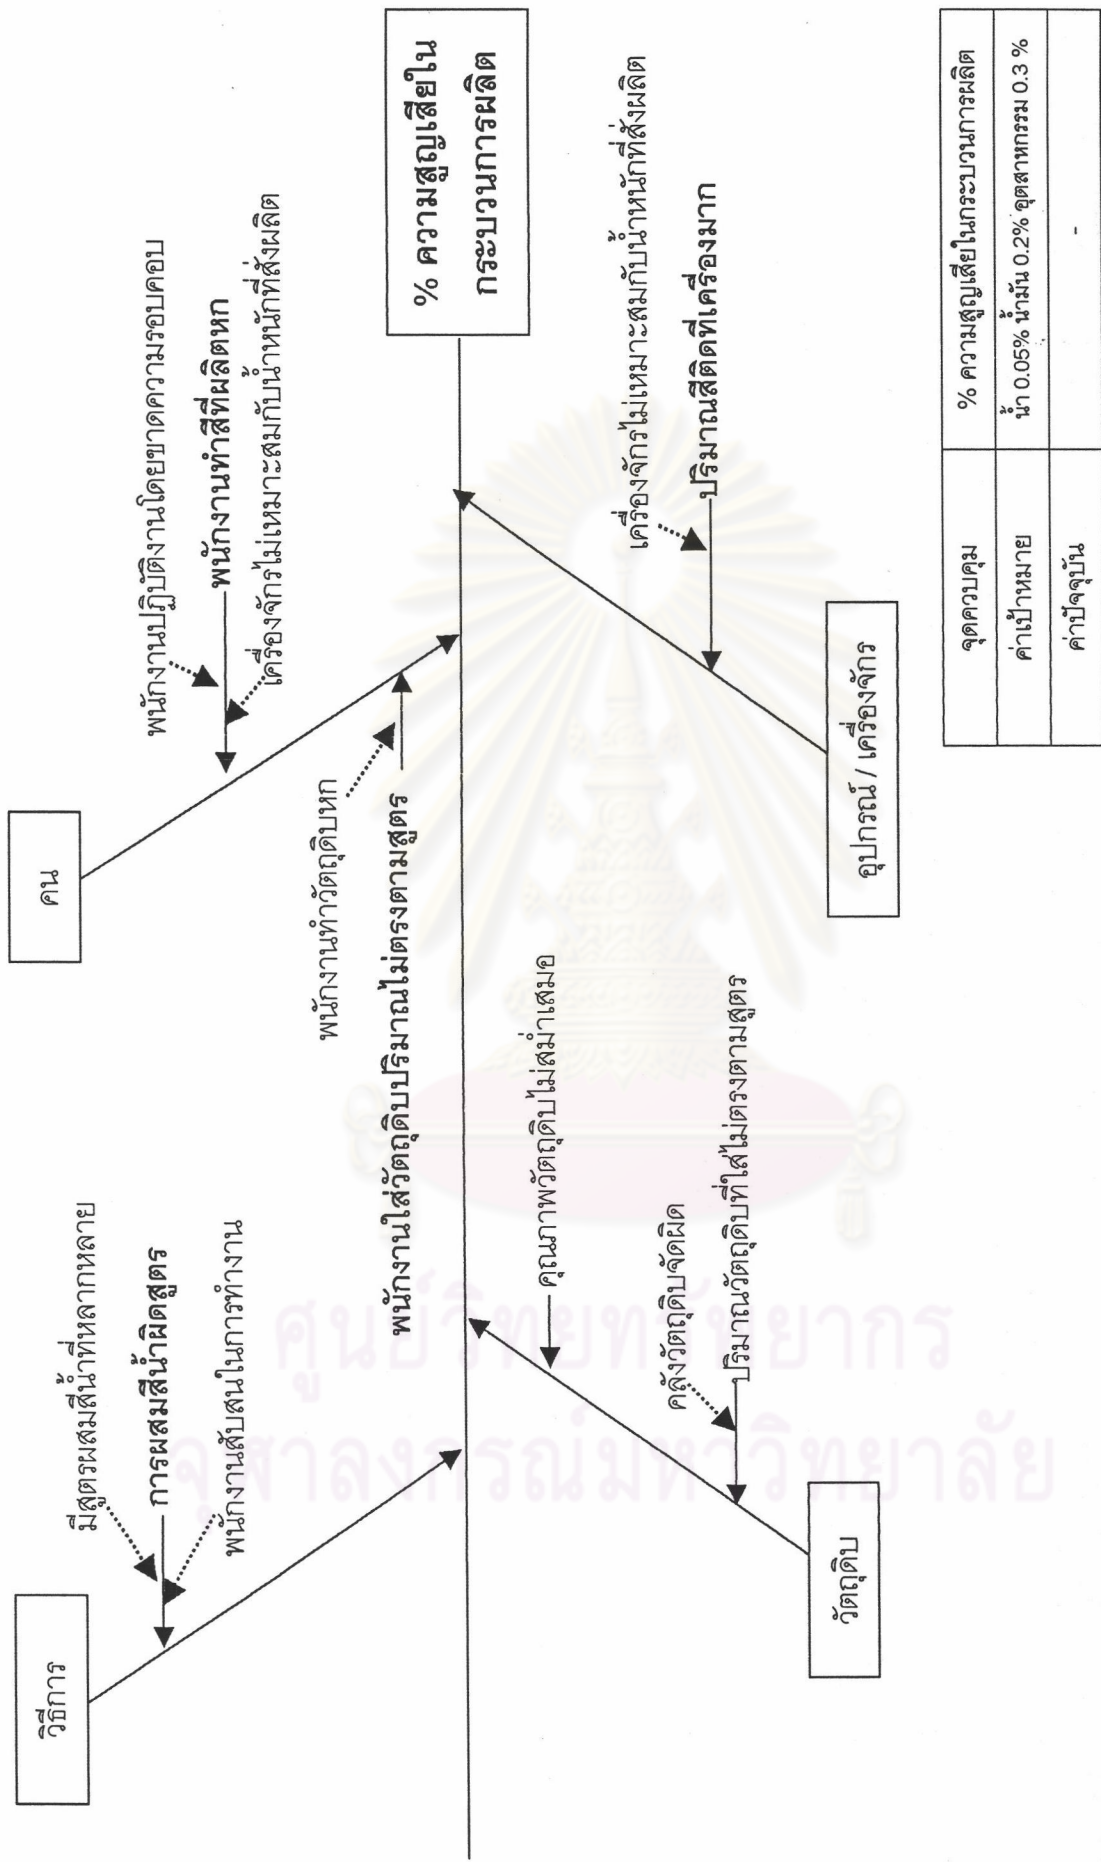 วิธีการ
มีสูตรผสมสีน้ำที่หลากหลาย
การผสมสีน้ำผิดสูตร
พนักงานสับสนในการทำงาน
คน
พนักงานปฏิบัติงานโดยขาดความรอบคอบ
พนักงานทำสีที่ผลิตหก
เครื่องจักรไม่เหมาะสมกับน้ำหนักที่สั่งผลิต
พนักงานทำวัตถุดิบหก
พนักงานใส่วัตถุดิบปริมาณไม่ตรงตามสูตร
% ความสูญเสียใน
กระบวนการผลิต
คุณภาพวัตถุดิบไม่สม่ำเสมอ
คลังวัตถุดิบจัดผิด
ปริมาณวัตถุดิบที่ใส่ไม่ตรงตามสูตร
วัตถุดิบ
เครื่องจักรไม่เหมาะสมกับน้ำหนักที่สั่งผลิต
ปริมาณสีติดที่เครื่องมาก
อุปกรณ์ / เครื่องจักร
จุดควบคุม % ความสูญเสียในกระบวนการผลิต
ค่าเป้าหมาย น้ำ 0.05% น้ำมัน 0.2% อุตสาหกรรม 0.3 %
ค่าปัจจุบัน -
ศูนย์วิทยทรัพยากร
จุฬาลงกรณ์มหาวิทยาลัย